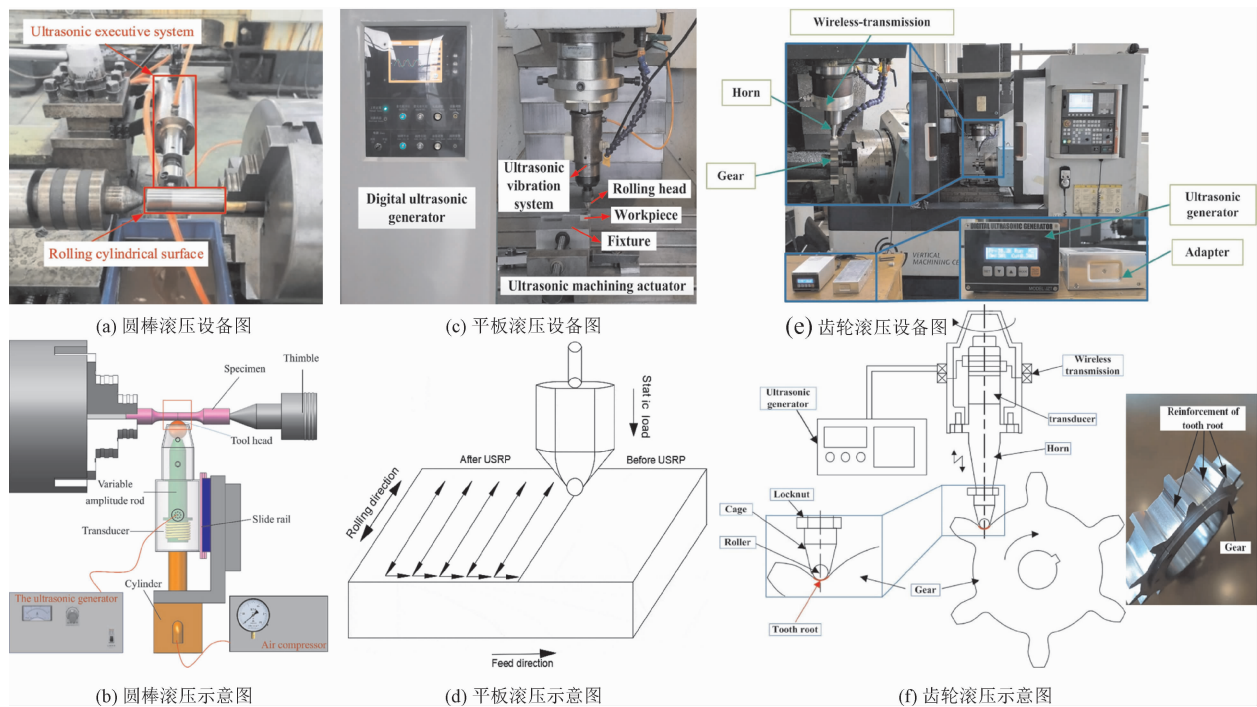 Ultrasonic executive system
Rolling cylindrical surface
(a) 圆棒滚压设备图
Digital ultrasonic
generator
Ultrasonic
vibration
system
Rolling head
Workpiece
Fixture
Ultrasonic machining actuator
(c) 平板滚压设备图
Wireless-transmission
Horn
Gear
DIGITAL ULTRASONIC GENERATOR
VERTICAL
MACHINING CE
Ultrasonic
generator
Adapter
(e) 齿轮滚压设备图
Specimen
Thimble
Tool head
Variable
amplitude rod
Transducer
Slide rail
Cylinder
The ultrasonic generator
Air compressor
(b) 圆棒滚压示意图
Static load
After USRP
Before USRP
Rolling direction
Feed direction
(d) 平板滚压示意图
Wireless
transmission
Ultrasonic
generator
transducer
Horn
Locknut
Cage
Roller
Gear
Tooth root
Reinforcement of
tooth root
Gear
(f) 齿轮滚压示意图